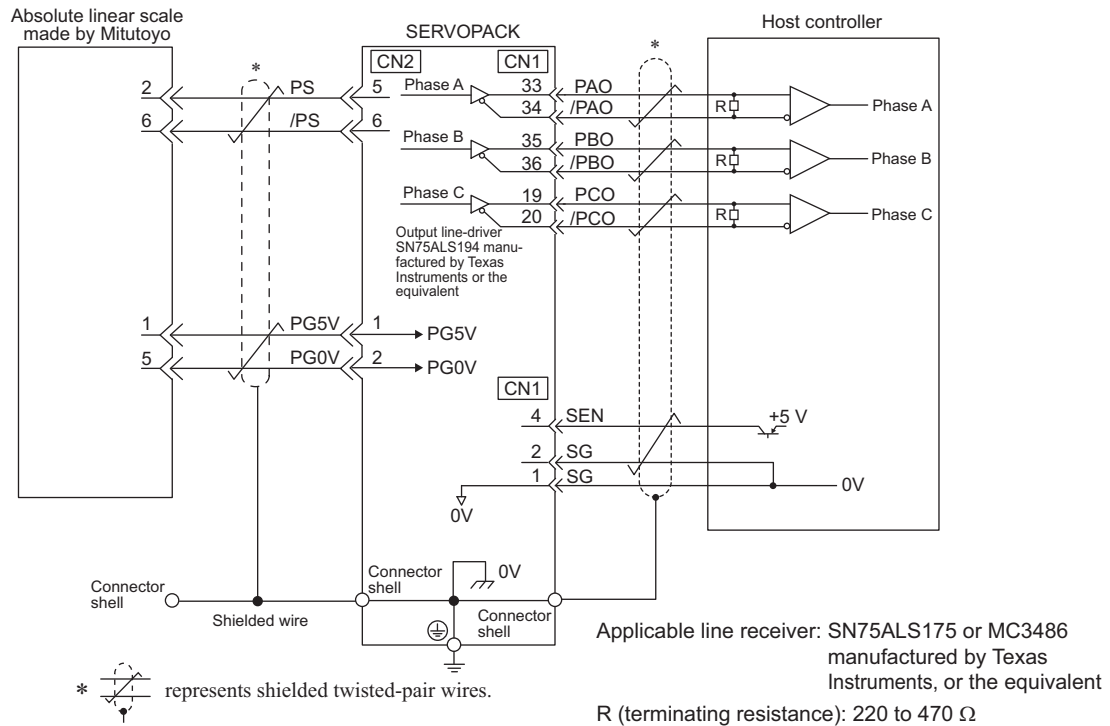 Absolute linear scale
made by Mitutoyo
SERVOPACK
Host controller
*
*
CN2
CN1
2
PS
5
Phase A
33
PAO
34
/PAO
R
Phase A
6
/PS
6
Phase B
35
PBO
36
/PBO
R
Phase B
Phase C
19
PCO
20
/PCO
R
Phase C
Output line-driver
SN75ALS194 manu-
factured by Texas
Instruments or the
equivalent
1
PG5V
1
PG5V
5
PG0V
2
PG0V
CN1
4
SEN
+5 V
2
SG
1
SG
0V
0V
Connector
shell
Shielded wire
Connector
shell
0V
Connector
shell
Applicable line receiver: SN75ALS175 or MC3486
manufactured by Texas
Instruments, or the equivalent
R (terminating resistance): 220 to 470 Ω
* represents shielded twisted-pair wires.